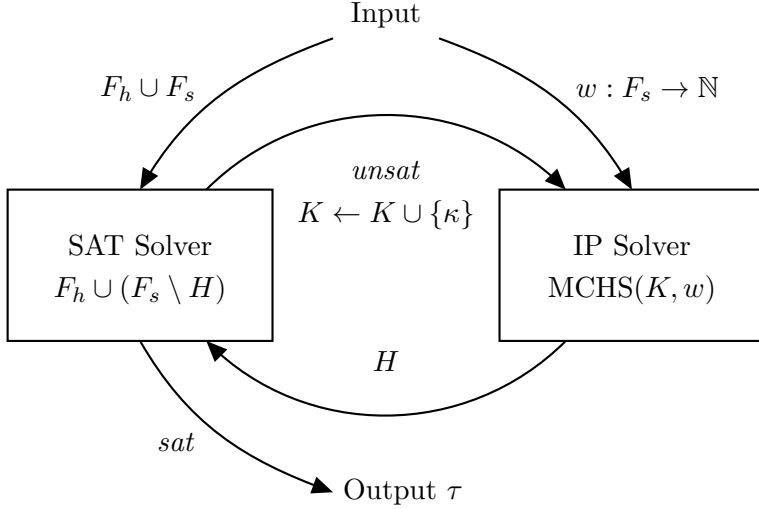 Input
F_h ∪ F_s
w : F_s → ℕ
unsat
K ← K ∪ {κ}
SAT Solver
F_h ∪ (F_s \ H)
IP Solver
MCHS(K, w)
H
sat
Output τ